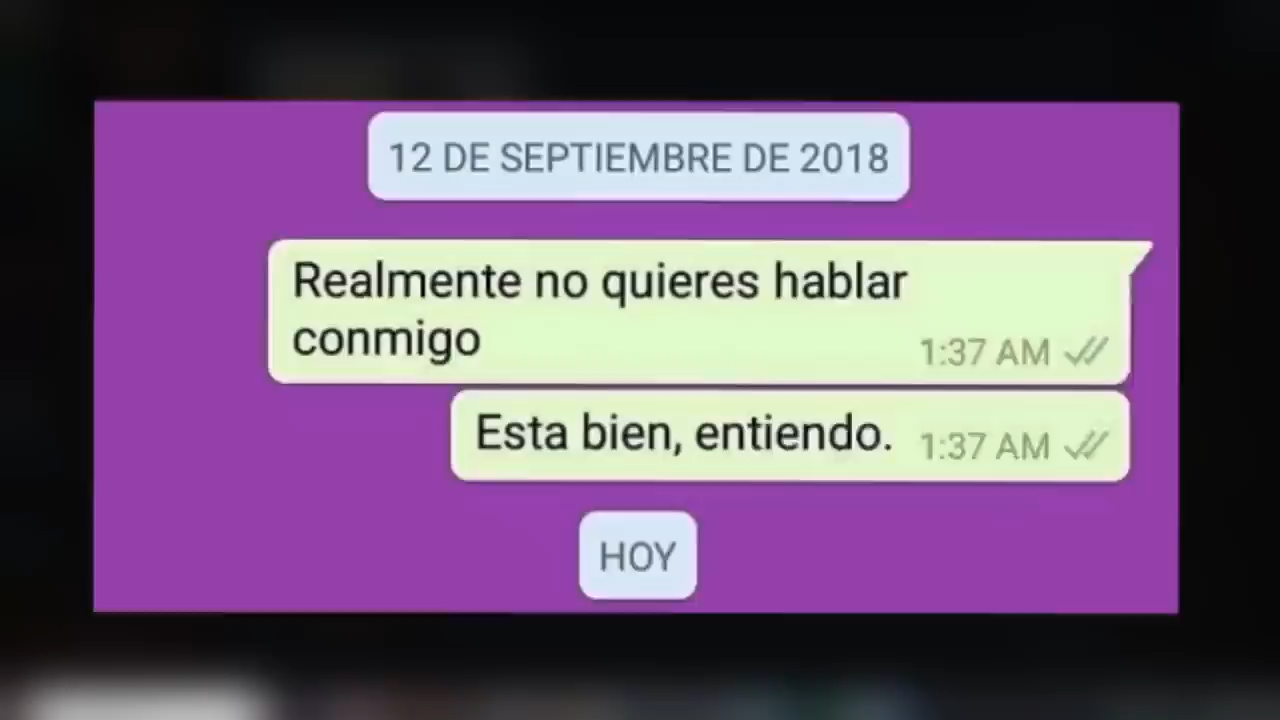 12 DE SEPTIEMBRE DE 2018
Realmente no quieres hablar
conmigo
1:37 AM
Esta bien, entiendo. 1:37 AM
HOY